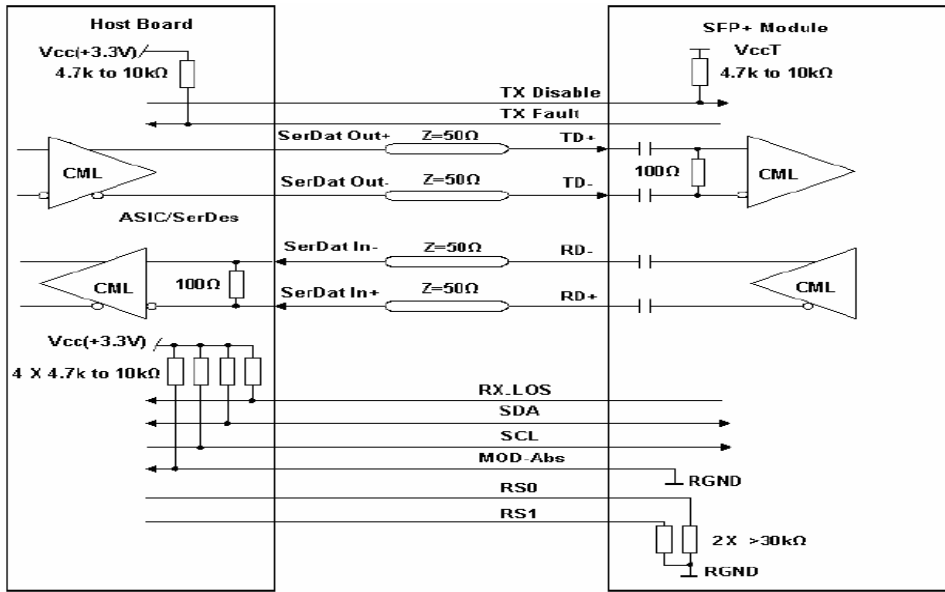 Host Board
SFP+ Module
Vcc(+3.3V)
4.7k to 10kΩ
VccT
4.7k to 10kΩ
TX Disable
TX Fault
SerDat Out+
Z=50Ω
TD+
CML
100Ω
CML
SerDat Out-
Z=50Ω
TD-
ASIC/SerDes
SerDat In-
Z=50Ω
RD-
CML
100Ω
CML
SerDat In+
Z=50Ω
RD+
Vcc(+3.3V)
4 X 4.7k to 10kΩ
RX-LOS
SDA
SCL
MOD-Abs
RGND
RS0
RS1
2X >30kΩ
RGND